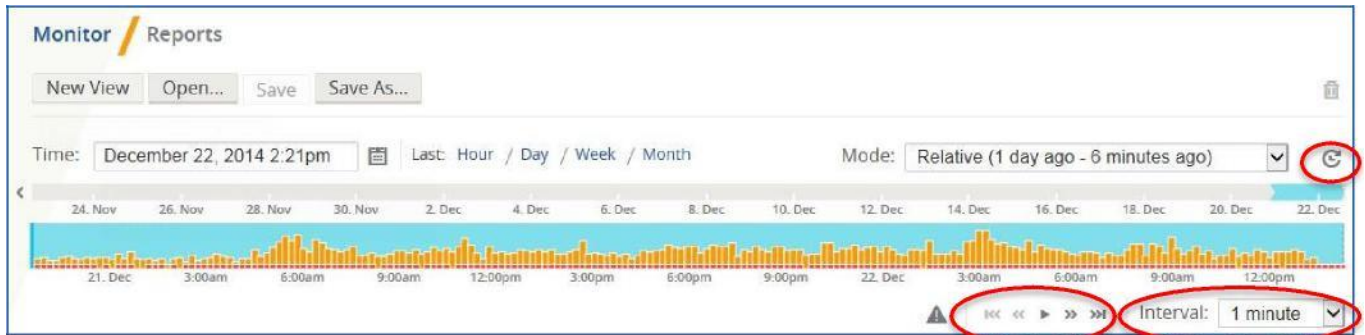 Monitor / Reports
New View Open... Save Save As...
Time: December 22, 2014 2:21pm Last: Hour / Day / Week / Month Mode: Relative (1 day ago - 6 minutes ago)
24. Nov 26. Nov 28. Nov 30. Nov 2. Dec 4. Dec 6. Dec 8. Dec 10. Dec 12. Dec 14. Dec 16. Dec 18. Dec 20. Dec 22. Dec
21. Dec 3:00am 6:00am 9:00am 12:00pm 3:00pm 6:00pm 9:00pm 22. Dec 3:00am 6:00am 9:00am 12:00pm
Interval: 1 minute